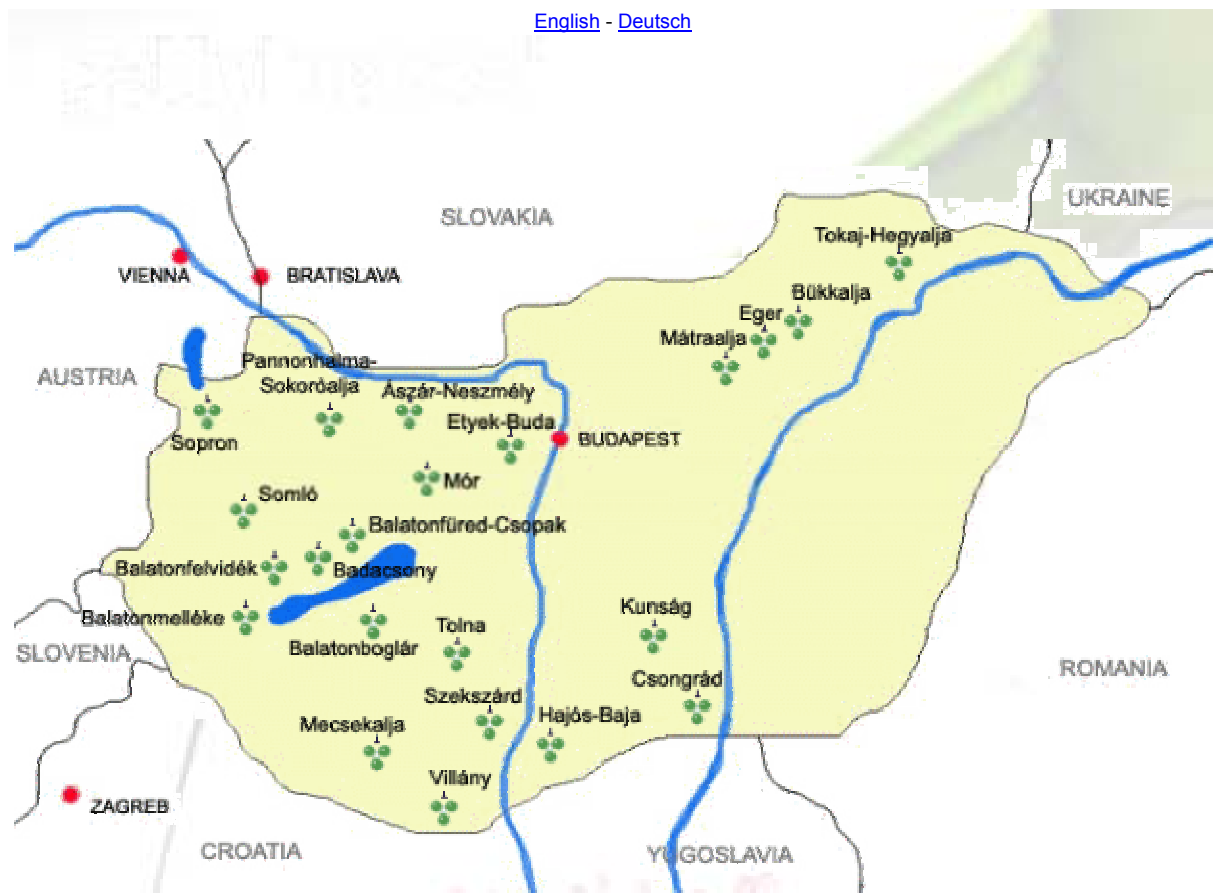 English - Deutsch
SLOVAKIA
UKRAINE
Tokaj-Hegyalja
VIENNA
BRATISLAVA
Bükkalja
Eger
Mátraalja
AUSTRIA
Pannonhalma-
Sokoróalja
Ászár-Neszmély
Etyek-Buda
Sopron
BUDAPEST
Mór
Somló
Balatonfüred-Csopak
Balatonfelvidék
Badacsony
Balatonmelléke
Kunság
Tolna
Balatonboglár
SLOVENIA
ROMANIA
Csongrád
Szekszárd
Hajós-Baja
Mecsekalja
Villány
ZAGREB
CROATIA
YUGOSLAVIA